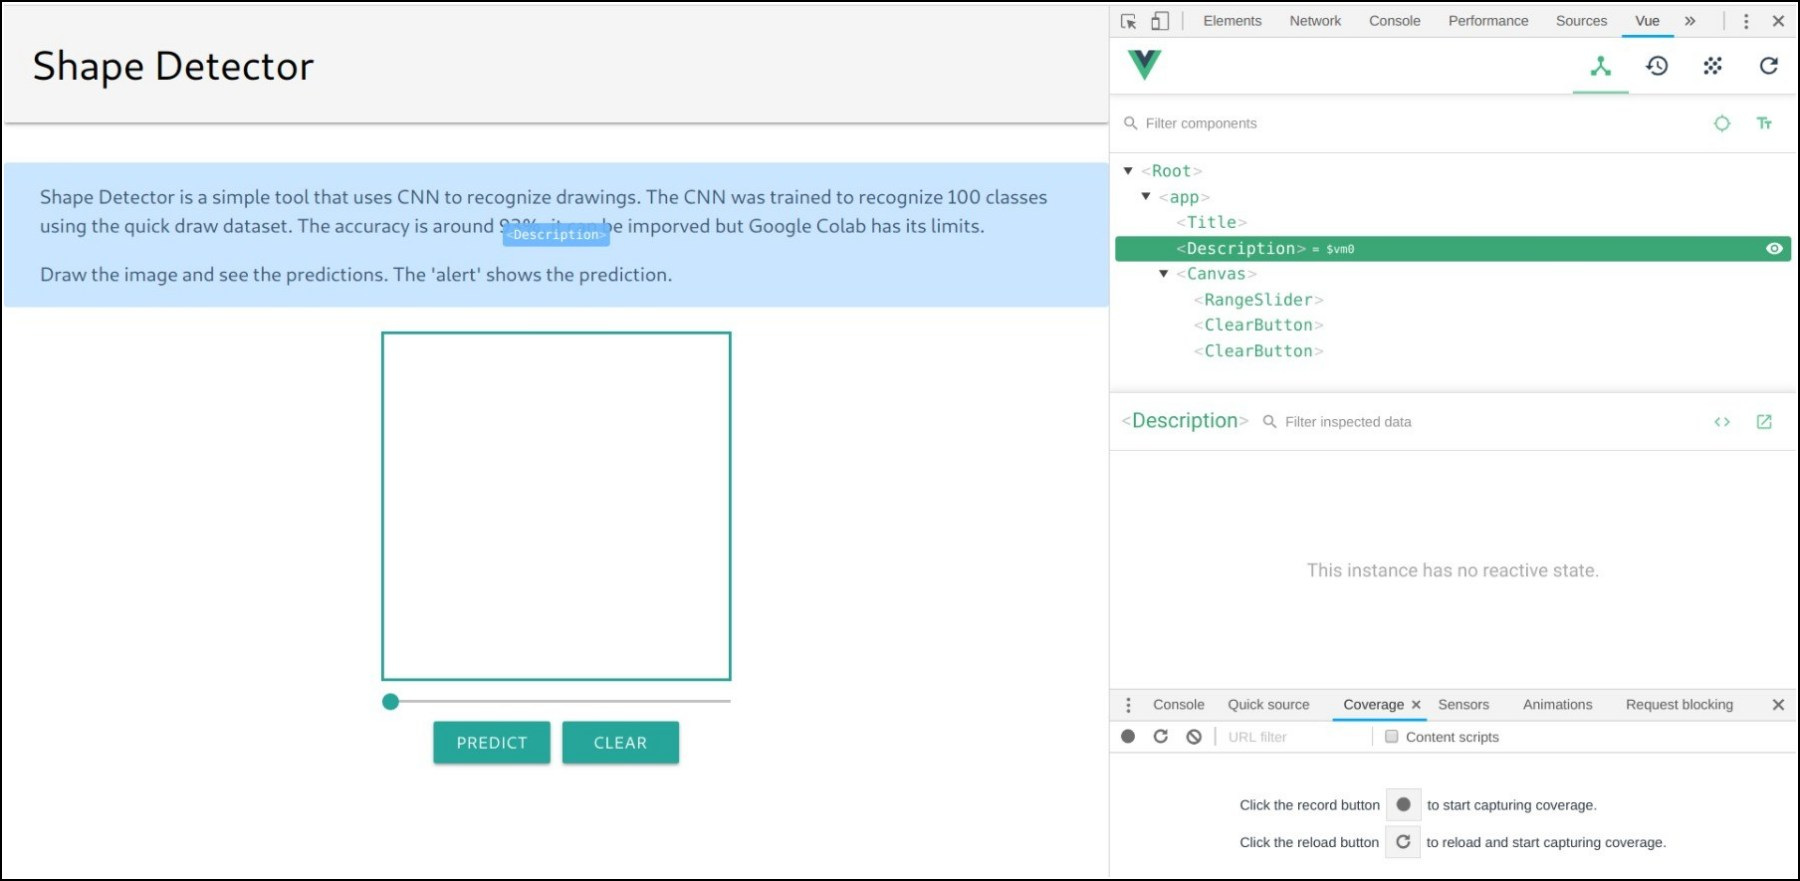 Shape Detector
Shape Detector is a simple tool that uses CNN to recognize drawings. The CNN was trained to recognize 100 classes
using the quick draw dataset. The accuracy is around it can be imporved but Google Colab has its limits.
<Description>
Draw the image and see the predictions. The 'alert' shows the prediction.
PREDICT CLEAR
Elements Network Console Performance Sources Vue »
Filter components
<Root>
<app>
<Title>
<Description> = $vm0
<Canvas>
<RangeSlider>
<ClearButton>
<ClearButton>
<Description> Filter inspected data
This instance has no reactive state.
Console Quick source Coverage Sensors Animations Request blocking
URL filter Content scripts
Click the record button to start capturing coverage.
Click the reload button to reload and start capturing coverage.